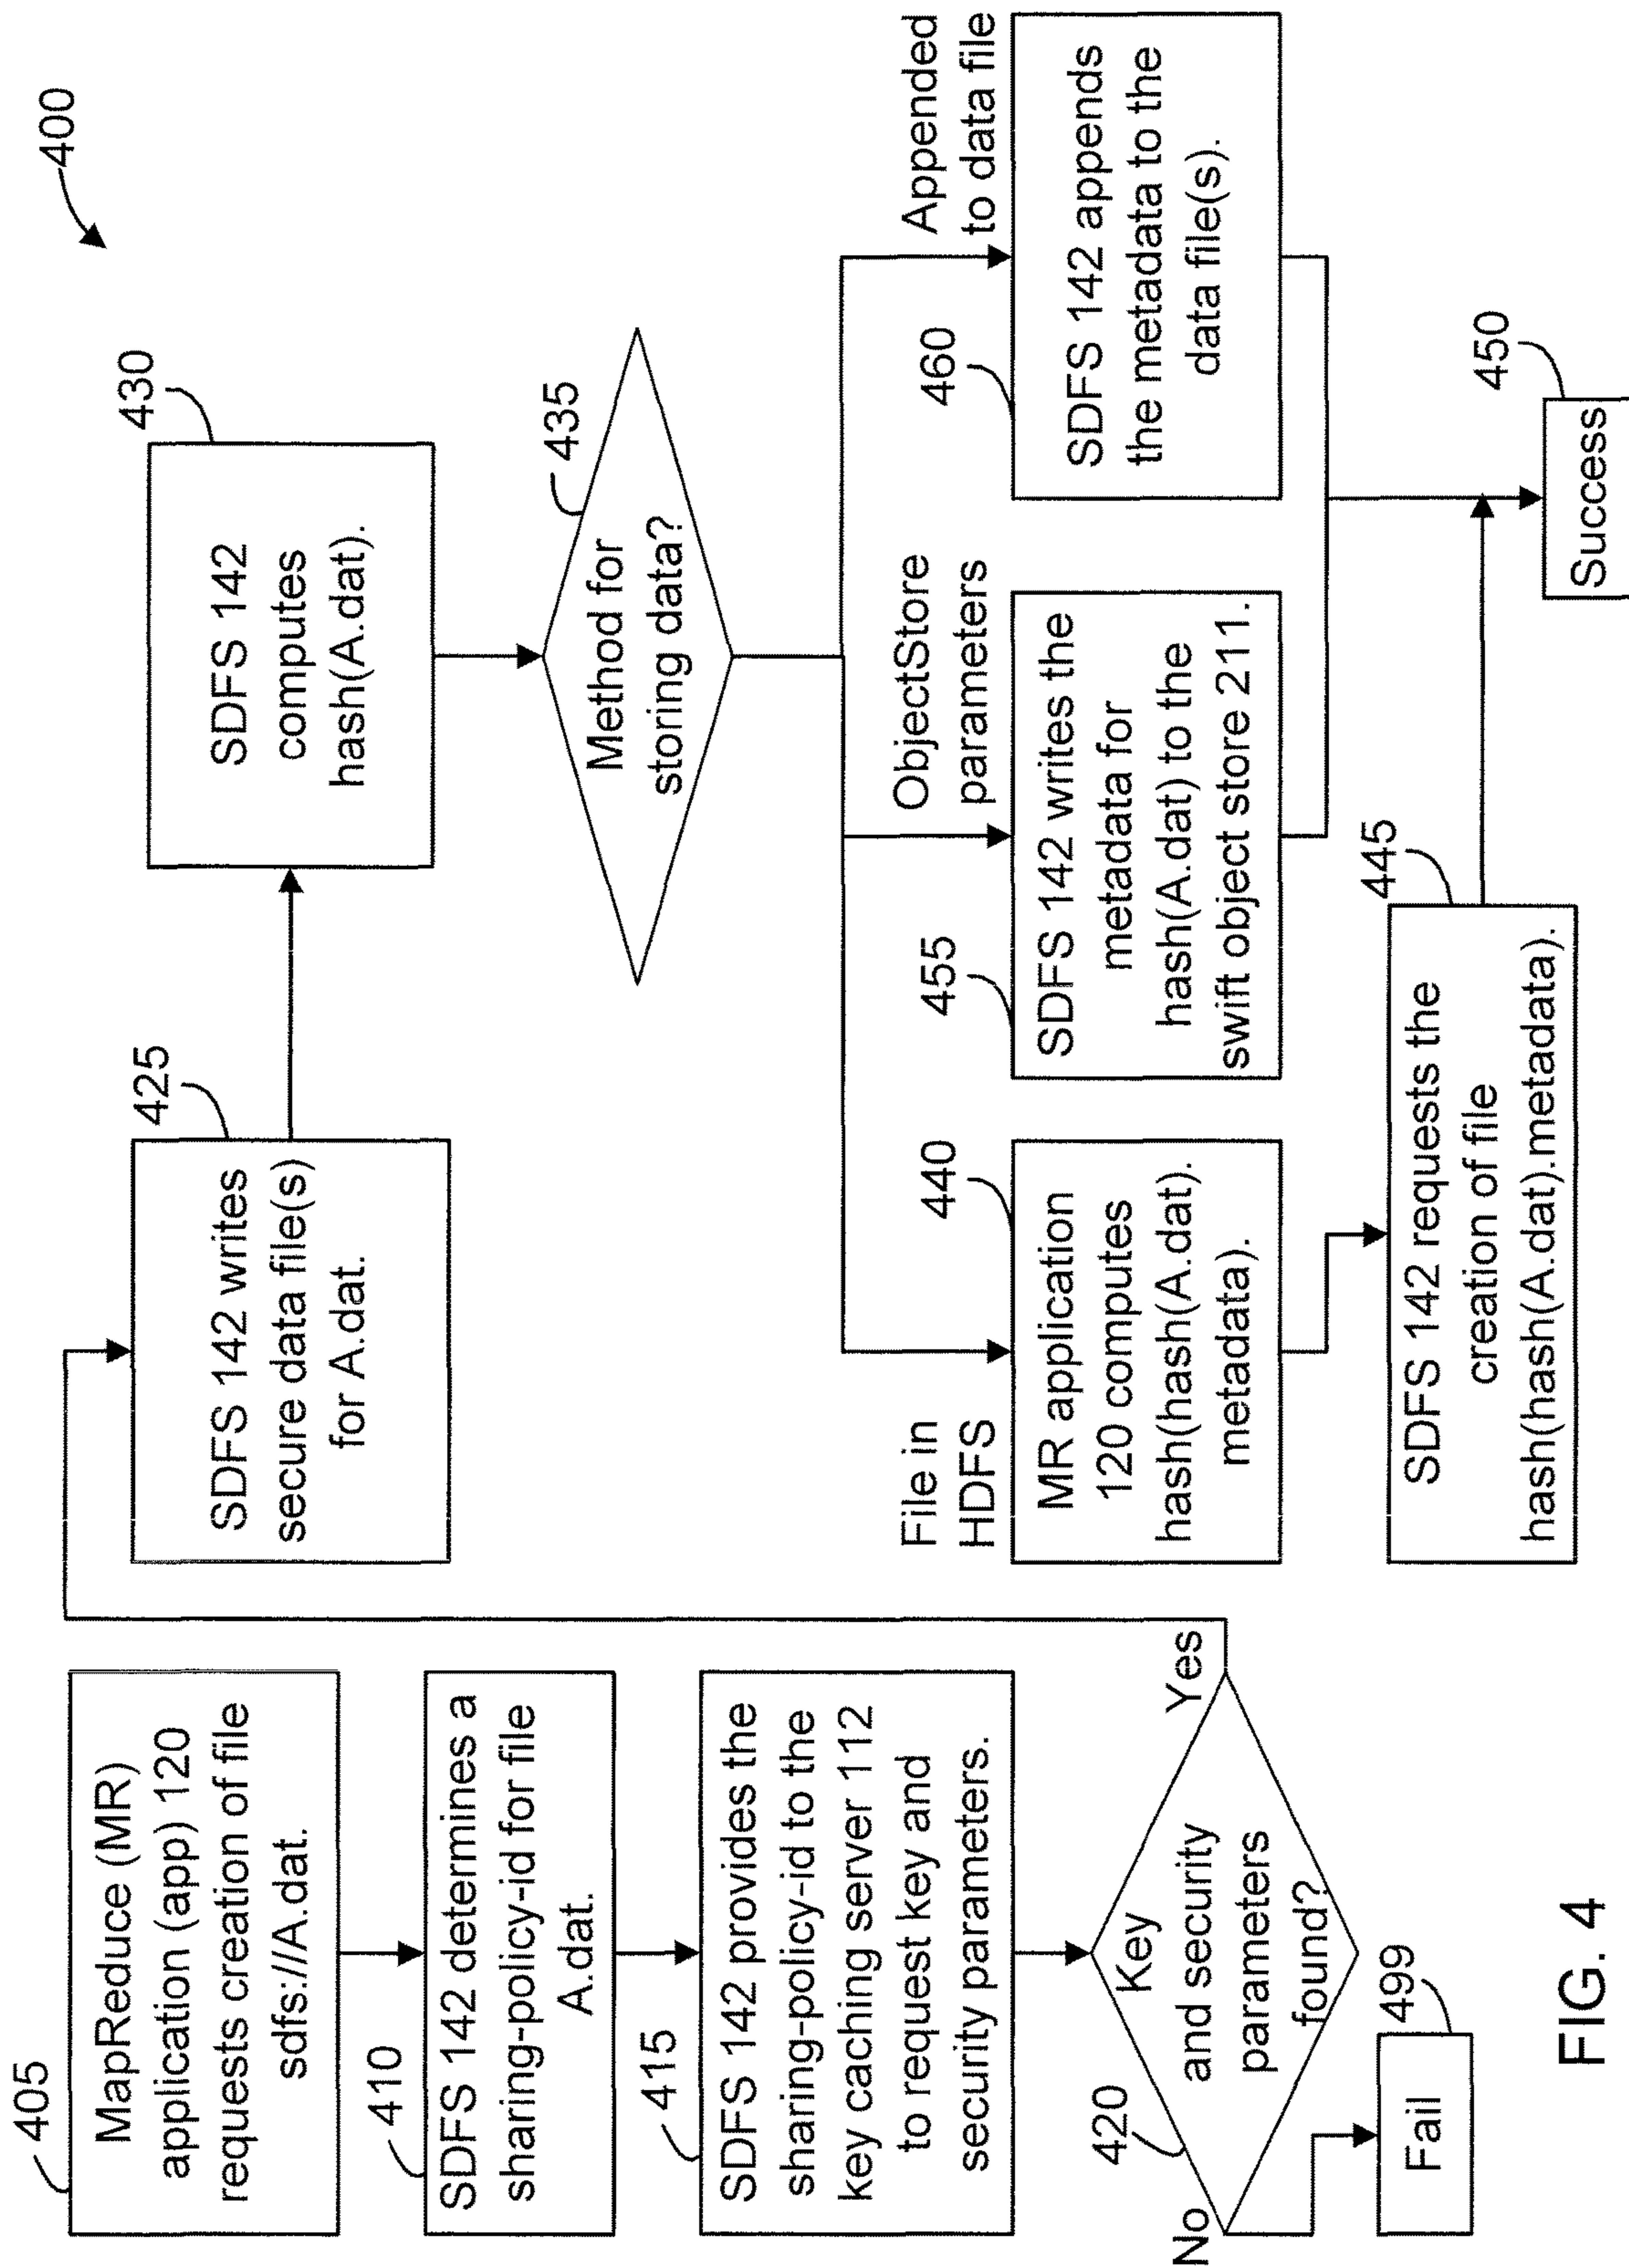 400
405
MapReduce (MR)
application (app) 120
requests creation of file
sdfs://A.dat.
410
SDFS 142 determines a
sharing-policy-id for file
A.dat.
415
SDFS 142 provides the
sharing-policy-id to the
key caching server 112
to request key and
security parameters.
420
Key
and security
parameters
found?
No
Yes
499
Fail
425
SDFS 142 writes
secure data file(s)
for A.dat.
430
SDFS 142
computes
hash(A.dat).
435
Method for
storing data?
File in
HDFS
440
MR application
120 computes
hash(hash(A.dat).
metadata).
445
SDFS 142 requests the
creation of file
hash(hash(A.dat).metadata).
ObjectStore
parameters
455
SDFS 142 writes the
metadata for
hash(A.dat) to the
swift object store 211.
Appended
to data file
460
SDFS 142 appends
the metadata to the
data file(s).
450
Success
FIG. 4